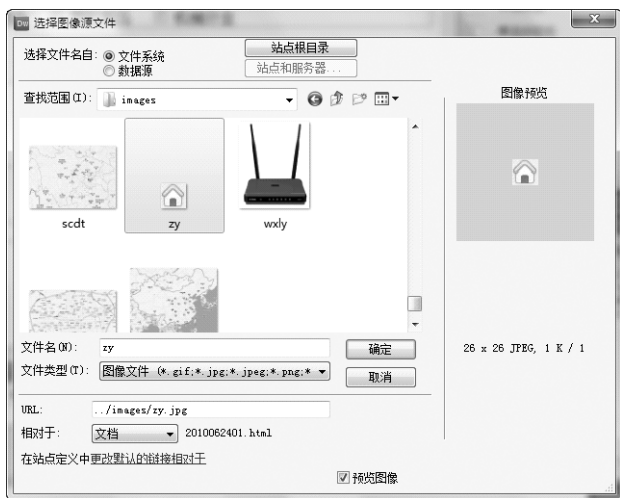 Dw 选择图像源文件
选择文件名自: 文件系统 站点根目录
数据源 站点和服务器...
查找范围(I): images
图像预览
scdt zy wxly
文件名(N): zy 确定
26 x 26 JPEG, 1 K / 1
文件类型(T): 图像文件 (*.gif;*.jpg;*.jpeg;*.png;* 取消
URL: ../images/zy.jpg
相对于: 文档 2010062401.html
在站点定义中更改默认的链接相对于
预览图像